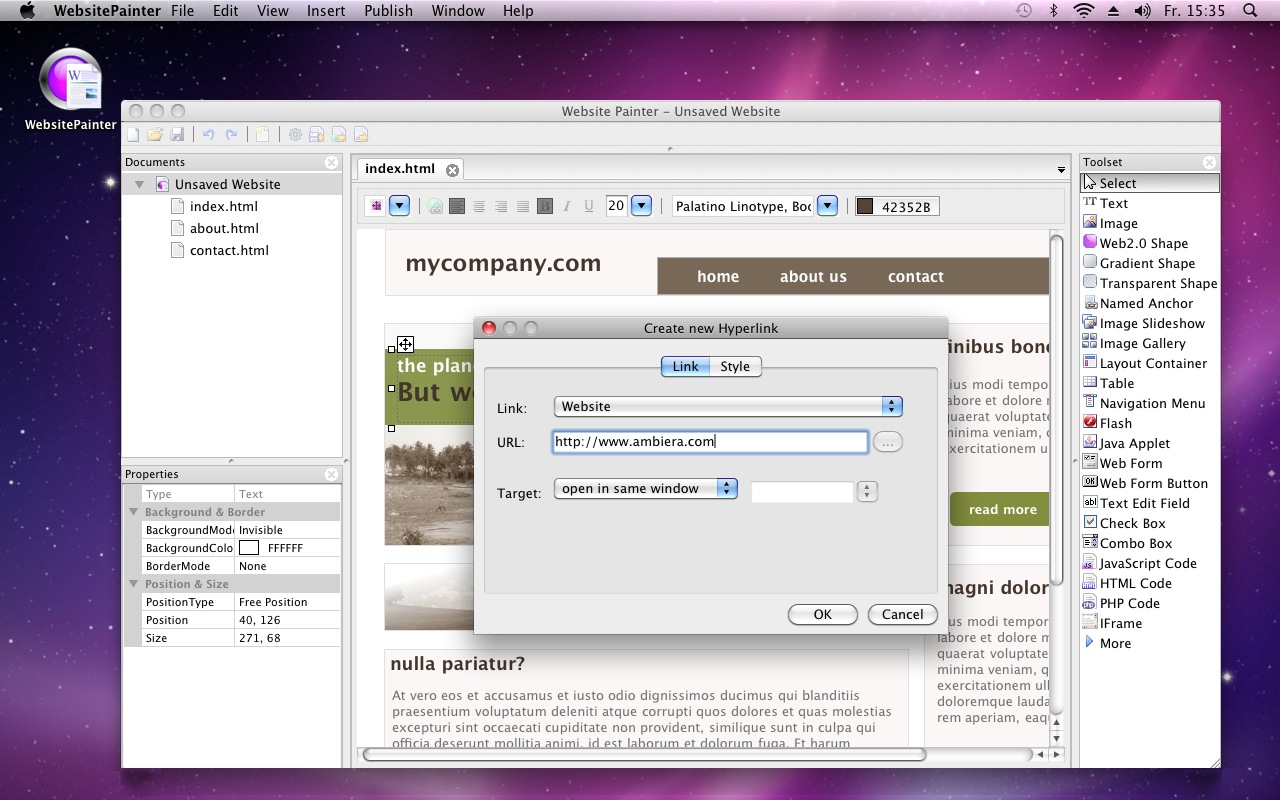 WebsitePainter File Edit View Insert Publish Window Help Fr. 15:35
WebsitePainter
Website Painter – Unsaved Website
Documents
Unsaved Website
index.html
about.html
contact.html
Properties
Type Text
Background & Border
BackgroundMode Invisible
BackgroundColo FFFFFF
BorderMode None
Position & Size
PositionType Free Position
Position 40, 126
Size 271, 68
index.html
B I U 20 Palatino Linotype, Boo 42352B
mycompany.com
home about us contact
the plan
But w
inibus bono
ius modi tempo
labore et dolore
quaerat voluptate
minima veniam, q
exercitationem ull
read more
magni dolor
ius modi tempor
labore et dolore m
quaerat voluptate
minima veniam, q
exercitationem ull
doloremque lauda
rem aperiam, eaq
nulla pariatur?
At vero eos et accusamus et iusto odio dignissimos ducimus qui blanditiis
praesentium voluptatum deleniti atque corrupti quos dolores et quas molestias
excepturi sint occaecati cupiditate non provident, similique sunt in culpa qui
officia deserunt mollitia animi, id est laborum et dolorum fuga. Et harum
Create new Hyperlink
Link Style
Link: Website
URL: http://www.ambiera.com ...
Target: open in same window
OK Cancel
Toolset
Select
Text
Image
Web2.0 Shape
Gradient Shape
Transparent Shape
Named Anchor
Image Slideshow
Image Gallery
Layout Container
Table
Navigation Menu
Flash
Java Applet
Web Form
Web Form Button
Text Edit Field
Check Box
Combo Box
JavaScript Code
HTML Code
PHP Code
IFrame
More